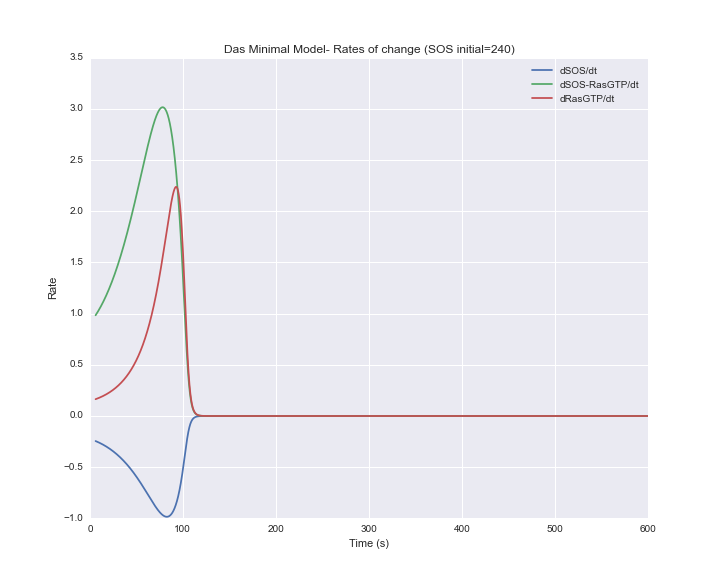 Das Minimal Model- Rates of change (SOS initial=240)
3.5
3.0
2.5
2.0
1.5
1.0
0.5
0.0
−0.5
−1.0
Rate
dSOS/dt
dSOS-RasGTP/dt
dRasGTP/dt
0 100 200 300 400 500 600
Time (s)